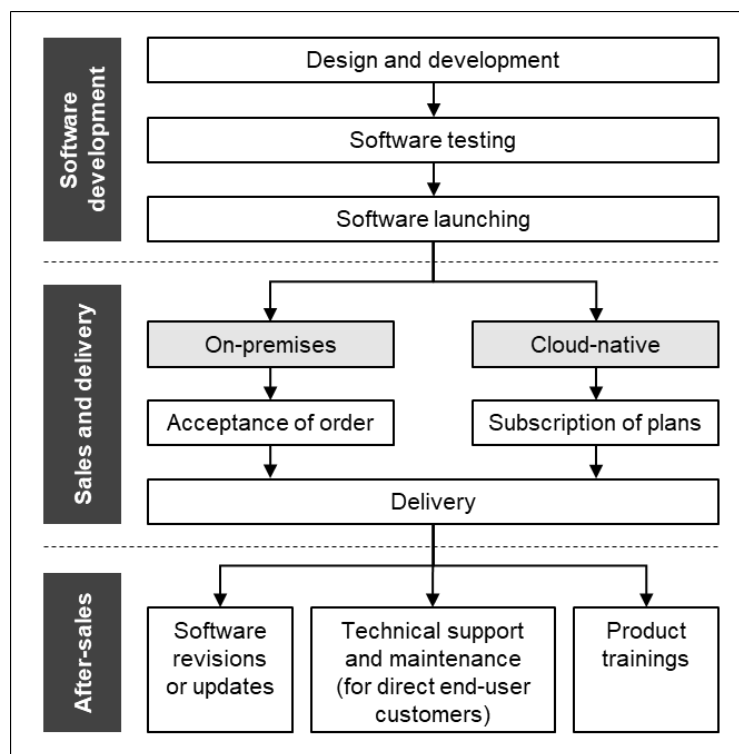 Software
development
Design and development
Software testing
Software launching
Sales and delivery
On-premises
Cloud-native
Acceptance of order
Subscription of plans
Delivery
After-sales
Software
revisions
or updates
Technical support
and maintenance
(for direct end-user
customers)
Product
trainings